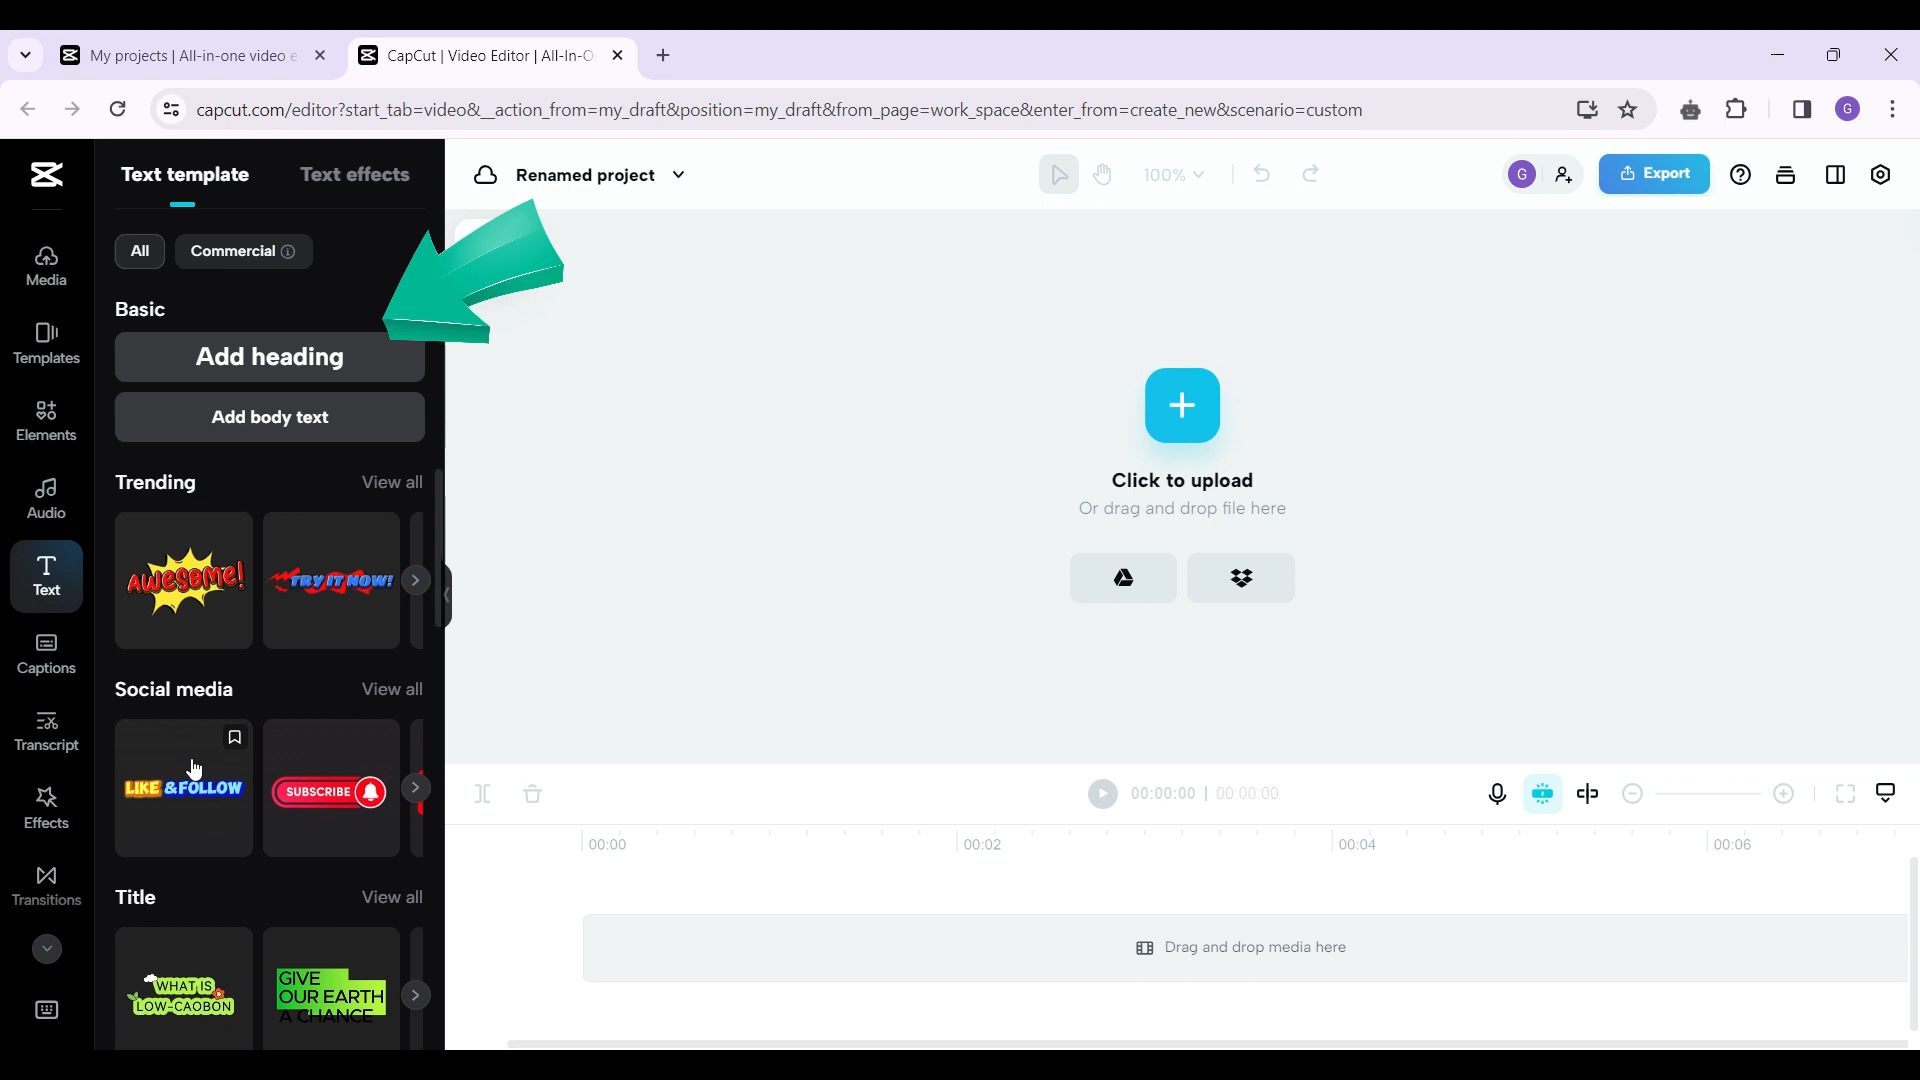 My projects | All-in-one video e
CapCut | Video Editor | All-In-O
capcut.com/editor?start_tab=video&__action_from=my_draft&position=my_draft&from_page=work_space&enter_from=create_new&scenario=custom
G
Text template
Text effects
Renamed project
100%
G
Export
All
Commercial
Media
Basic
Templates
Add heading
Elements
Add body text
Trending
View all
Click to upload
Or drag and drop file here
Audio
AWESOME!
TRY IT NOW!
Text
Captions
Social media
View all
Transcript
LIKE & FOLLOW
SUBSCRIBE
00:00:00 | 00:00:00
Effects
00:00
00:02
00:04
00:06
Transitions
Title
View all
Drag and drop media here
WHAT IS
LOW-CAOBON
GIVE
OUR EARTH
A CHANCE